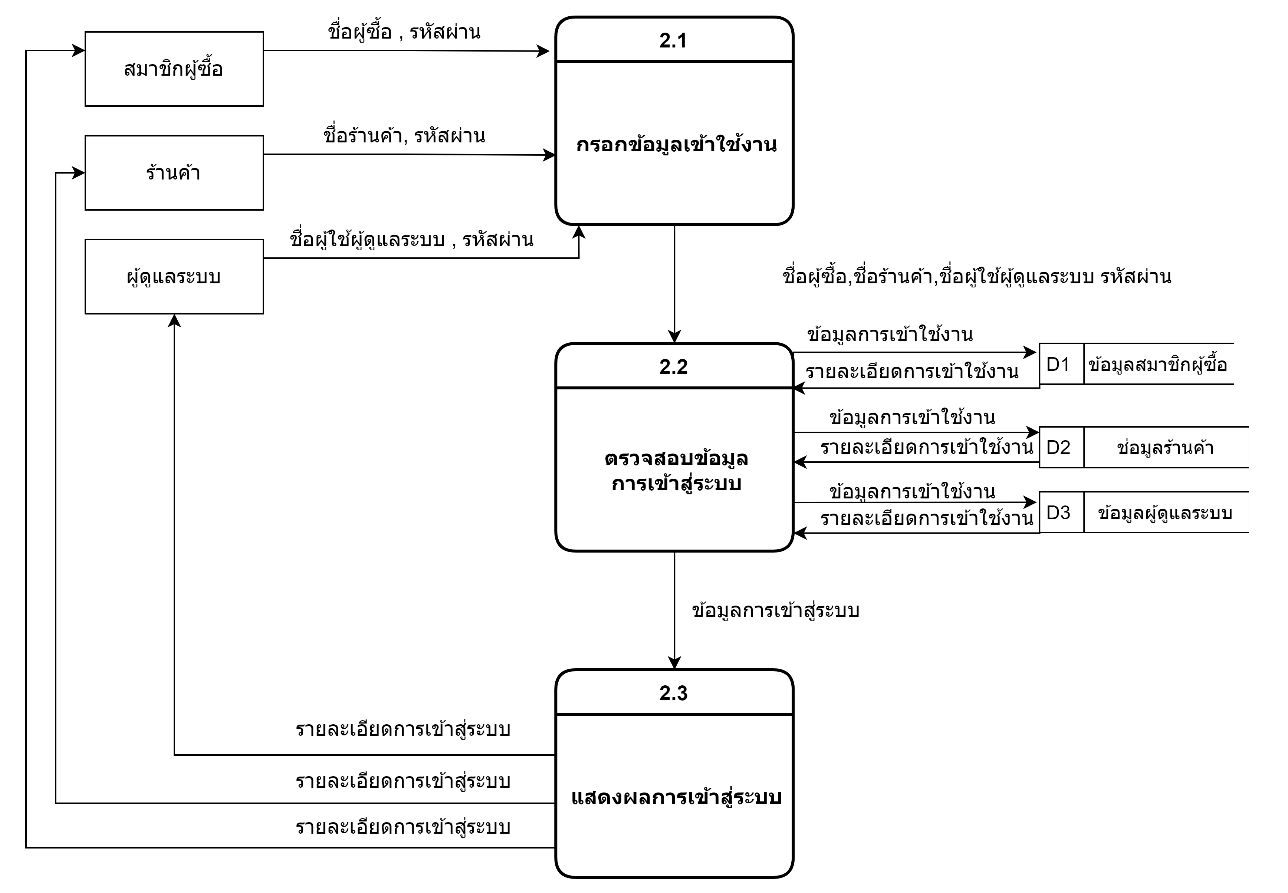 ชื่อผู้ซื้อ , รหัสผ่าน
2.1
สมาชิกผู้ซื้อ
ชื่อร้านค้า, รหัสผ่าน
กรอกข้อมูลเข้าใช้งาน
ร้านค้า
ชื่อผู้ใช้ผู้ดูแลระบบ , รหัสผ่าน
ผู้ดูแลระบบ
ชื่อผู้ซื้อ,ชื่อร้านค้า,ชื่อผู้ใช้ผู้ดูแลระบบ รหัสผ่าน
ข้อมูลการเข้าใช้งาน
2.2
D1 ข้อมูลสมาชิกผู้ซื้อ
รายละเอียดการเข้าใช้งาน
ข้อมูลการเข้าใช้งาน
รายละเอียดการเข้าใช้งาน
D2 ช่อมูลร้านค้า
ตรวจสอบข้อมูล
การเข้าสู่ระบบ
ข้อมูลการเข้าใช้งาน
รายละเอียดการเข้าใช้งาน
D3 ข้อมูลผู้ดูแลระบบ
ข้อมูลการเข้าสู่ระบบ
2.3
รายละเอียดการเข้าสู่ระบบ
รายละเอียดการเข้าสู่ระบบ
แสดงผลการเข้าสู่ระบบ
รายละเอียดการเข้าสู่ระบบ